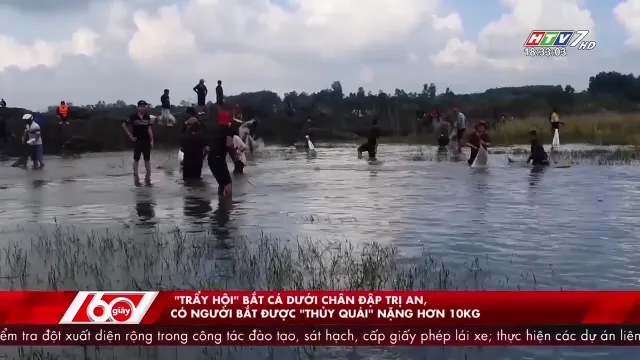 HTV7 HD
18:33:03
60 giây
"TRẨY HỘI" BẮT CÁ DƯỚI CHÂN ĐẬP TRỊ AN,
CÓ NGƯỜI BẮT ĐƯỢC "THỦY QUÁI" NẶNG HƠN 10KG
ểm tra đột xuất diện rộng trong công tác đào tạo, sát hạch, cấp giấy phép lái xe; thực hiện các dự án liên